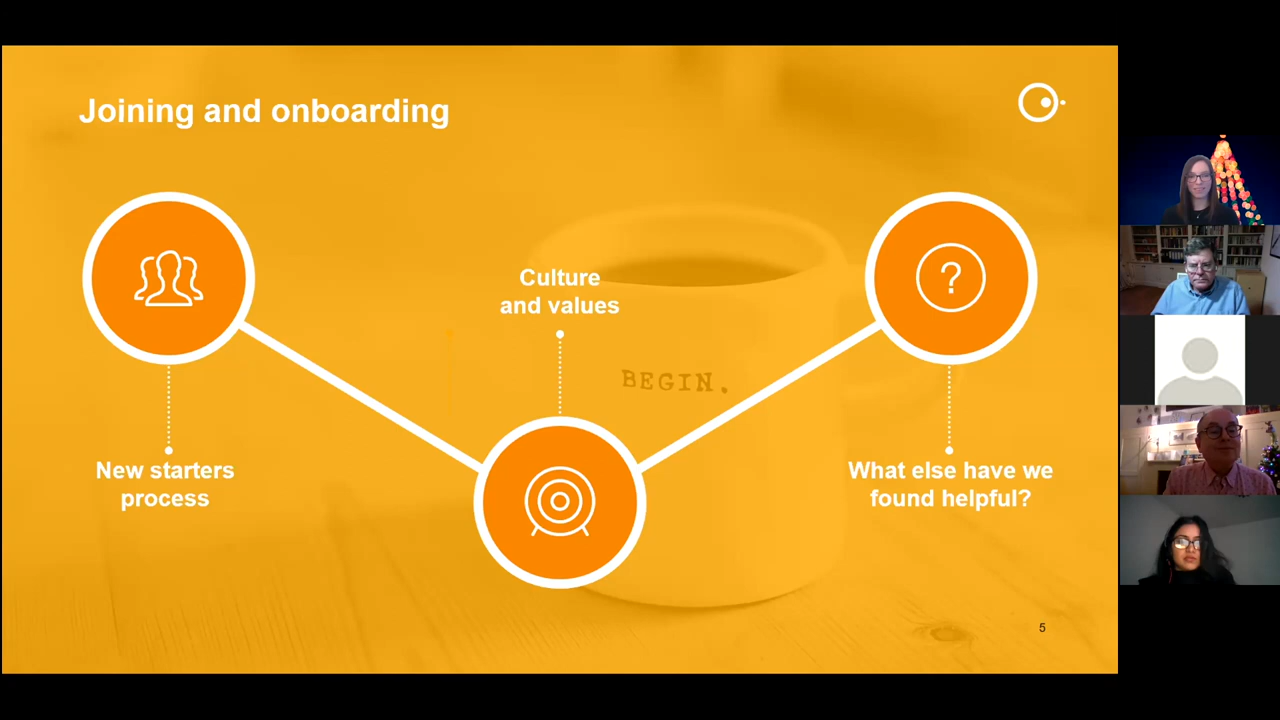 Joining and onboarding
Culture
and values
?
BEGIN.
New starters
process
What else have we
found helpful?
5